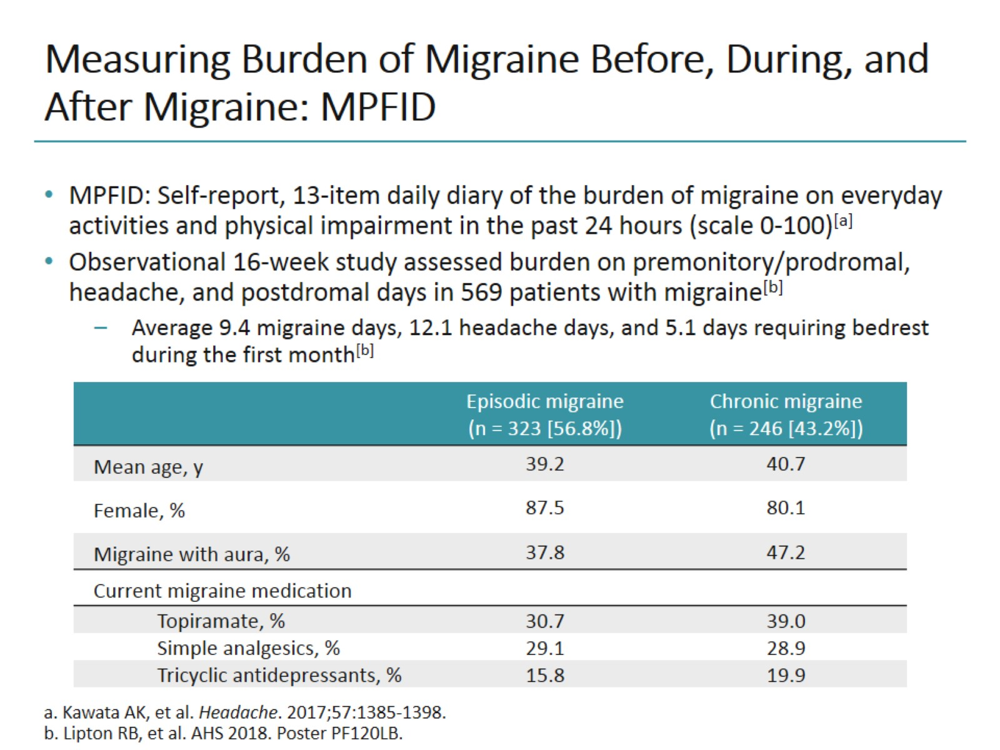 Measuring Burden of Migraine Before, During, and
After Migraine: MPFID
• MPFID: Self-report, 13-item daily diary of the burden of migraine on everyday
activities and physical impairment in the past 24 hours (scale 0-100)[a]
• Observational 16-week study assessed burden on premonitory/prodromal,
headache, and postdromal days in 569 patients with migraine[b]
– Average 9.4 migraine days, 12.1 headache days, and 5.1 days requiring bedrest
during the first month[b]
Episodic migraine Chronic migraine
(n = 323 [56.8%]) (n = 246 [43.2%])
Mean age, y 39.2 40.7
Female, % 87.5 80.1
Migraine with aura, % 37.8 47.2
Current migraine medication
Topiramate, % 30.7 39.0
Simple analgesics, % 29.1 28.9
Tricyclic antidepressants, % 15.8 19.9
a. Kawata AK, et al. Headache. 2017;57:1385-1398.
b. Lipton RB, et al. AHS 2018. Poster PF120LB.